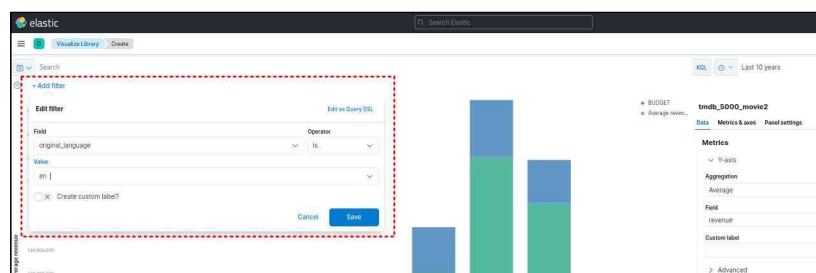 elastic
Search Elastic
D Visualize Library Create
Search
KQL Last 10 years
+ Add filter
Edit filter Edit as Query DSL
Field Operator
original_language is
Value
en
Create custom label?
Cancel Save
BUDGET
Average reven...
tmdb_5000_movie2
Data Metrics & axes Panel settings
Metrics
Y-axis
Aggregation
Average
Field
revenue
Custom label
Advanced